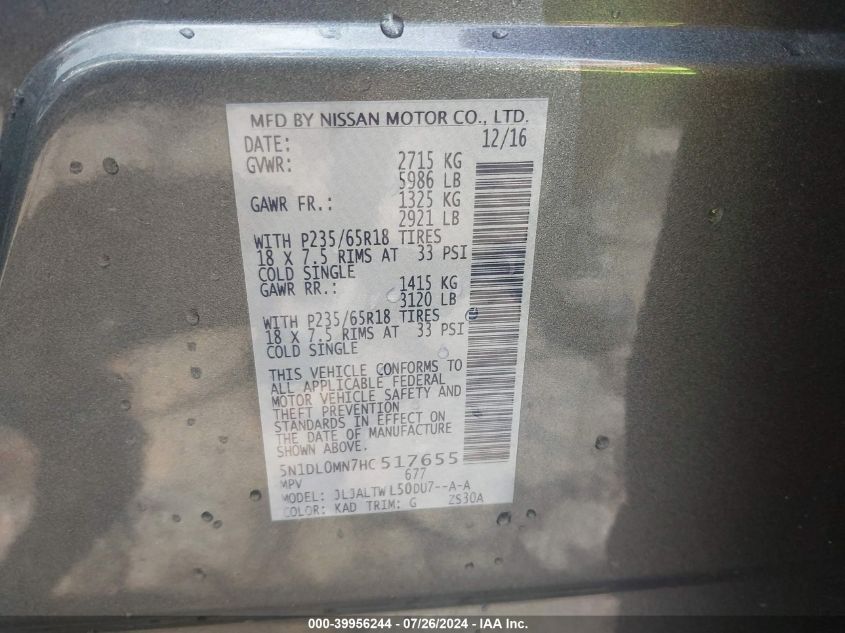 MFD BY NISSAN MOTOR CO., LTD.
DATE: 12/16
GVWR: 2715 KG
5986 LB
GAWR FR.: 1325 KG
2921 LB
WITH P235/65R18 TIRES
18 X 7.5 RIMS AT 33 PSI
COLD SINGLE
GAWR RR.: 1415 KG
3120 LB
WITH P235/65R18 TIRES
18 X 7.5 RIMS AT 33 PSI
COLD SINGLE
THIS VEHICLE CONFORMS TO
ALL APPLICABLE FEDERAL
MOTOR VEHICLE SAFETY AND
THEFT PREVENTION
STANDARDS IN EFFECT ON
THE DATE OF MANUFACTURE
SHOWN ABOVE.
5N1DL0MN7HC517655
MPV 677
MODEL: JLJALTWL50DU7--A-A
COLOR: KAD TRIM: G ZS30A
000-39956244 - 07/26/2024 - IAA Inc.